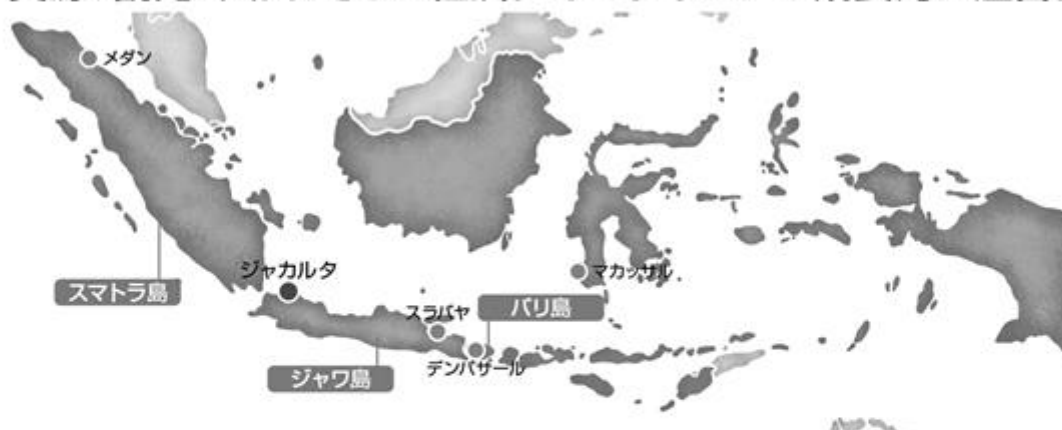 メダン
ジャカルタ
スマトラ島
マカッサル
バリ島
スラバヤ
デンパサール
ジャワ島